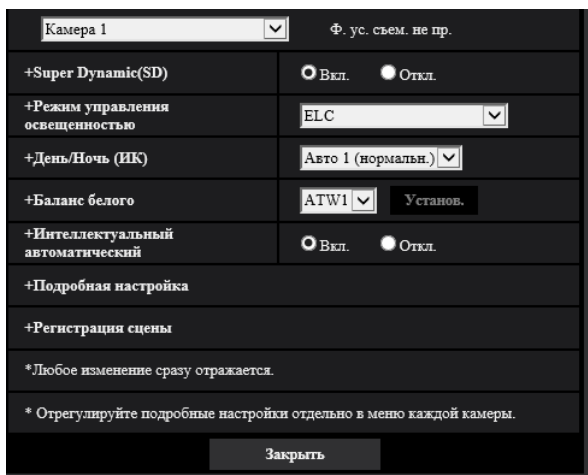 Камера 1 Ф. ус. съем. не пр.
+Super Dynamic(SD) Вкл. Откл.
+Режим управления
освещенностью ELC
+День/Ночь (ИК) Авто 1 (нормальн.)
+Баланс белого ATW1 Установ.
+Интеллектуальный
автоматический Вкл. Откл.
+Подробная настройка
+Регистрация сцены
*Любое изменение сразу отражается.
* Отрегулируйте подробные настройки отдельно в меню каждой камеры.
Закрыть